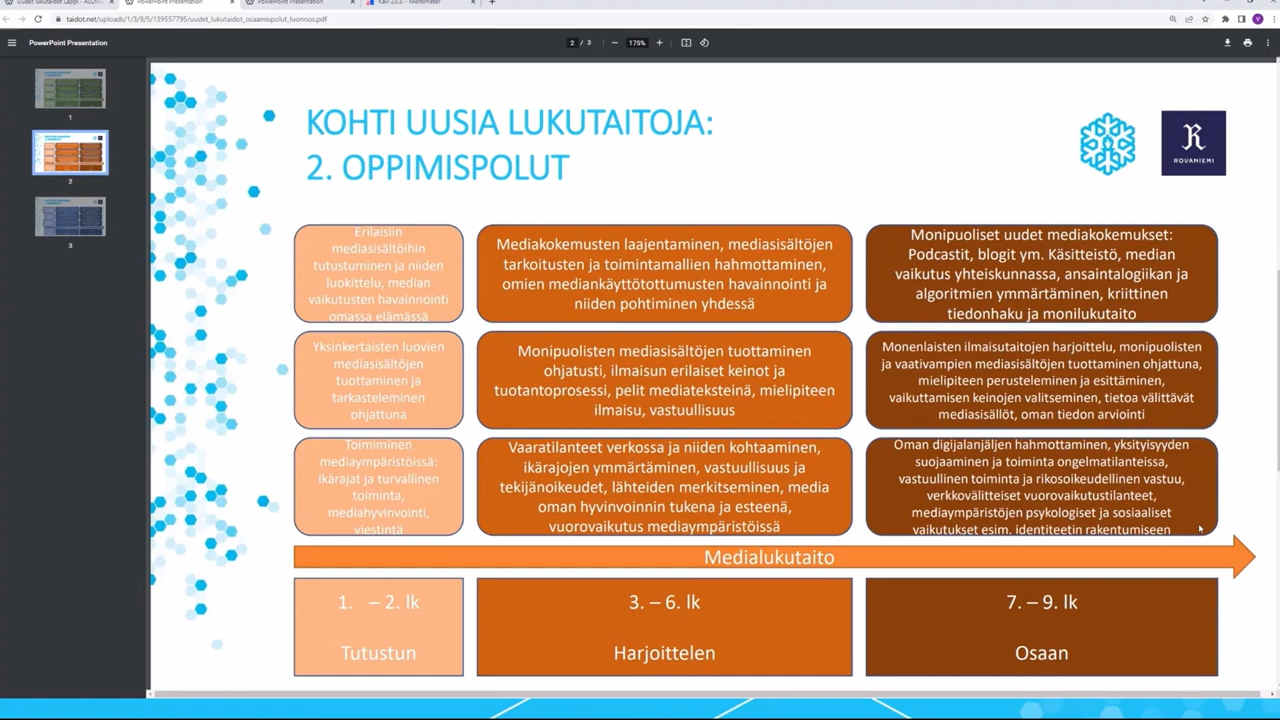 PowerPoint Presentation
PowerPoint Presentation
Kavi 23.3. - Mentimeter
taidot.net/uploads/1/3/9/5/139557795/uudet_lukutaidot_osaamispolut_luonnos.pdf
PowerPoint Presentation
2 / 3
175%
1
2
3
KOHTI UUSIA LUKUTAITOJA:
2. OPPIMISPOLUT
R
ROVANIEMI
Erilaisiin
mediasisältöihin
tutustuminen ja niiden
luokittelu, median
vaikutusten havainnointi
omassa elämässä
Mediakokemusten laajentaminen, mediasisältöjen
tarkoitusten ja toimintamallien hahmottaminen,
omien mediankäyttötottumusten havainnointi ja
niiden pohtiminen yhdessä
Monipuoliset uudet mediakokemukset:
Podcastit, blogit ym. Käsitteistö, median
vaikutus yhteiskunnassa, ansaintalogiikan ja
algoritmien ymmärtäminen, kriittinen
tiedonhaku ja monilukutaito
Yksinkertaisten luovien
mediasisältöjen
tuottaminen ja
tarkasteleminen
ohjattuna
Monipuolisten mediasisältöjen tuottaminen
ohjatusti, ilmaisun erilaiset keinot ja
tuotantoprosessi, pelit mediateksteinä, mielipiteen
ilmaisu, vastuullisuus
Monenlaisten ilmaisutaitojen harjoittelu, monipuolisten
ja vaativampien mediasisältöjen tuottaminen ohjattuna,
mielipiteen perusteleminen ja esittäminen,
vaikuttamisen keinojen valitseminen, tietoa välittävät
mediasisällöt, oman tiedon arviointi
Toimiminen
mediaympäristöissä:
Ikärajat ja turvallinen
toiminta,
mediahyvinvointi,
viestintä
Vaaratilanteet verkossa ja niiden kohtaaminen,
ikärajojen ymmärtäminen, vastuullisuus ja
tekijänoikeudet, lähteiden merkitseminen, media
oman hyvinvoinnin tukena ja esteenä,
vuorovaikutus mediaympäristöissä
Oman digijalanjäljen hahmottaminen, yksityisyyden
suojaaminen ja toiminta ongelmatilanteissa,
vastuullinen toiminta ja rikosoikeudellinen vastuu,
verkkovälitteiset vuorovaikutustilanteet,
mediaympäristöjen psykologiset ja sosiaaliset
vaikutukset esim. identiteetin rakentumiseen
Medialukutaito
1. – 2. lk
Tutustun
3. – 6. lk
Harjoittelen
7. – 9. lk
Osaan